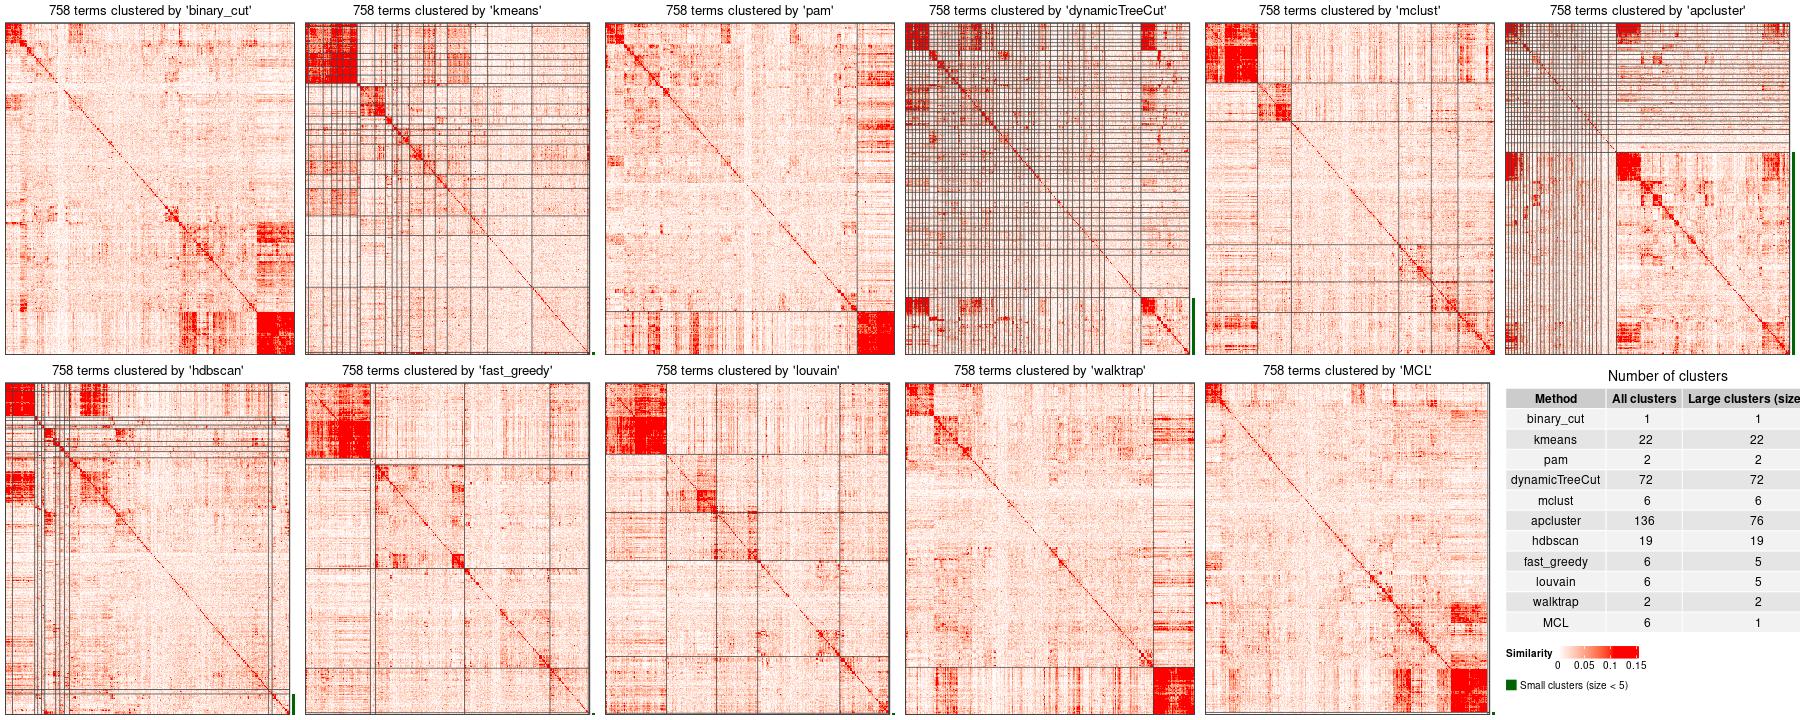 758 terms clustered by 'binary_cut'
758 terms clustered by 'kmeans'
758 terms clustered by 'pam'
758 terms clustered by 'dynamicTreeCut'
758 terms clustered by 'mclust'
758 terms clustered by 'apcluster'
758 terms clustered by 'hdbscan'
758 terms clustered by 'fast_greedy'
758 terms clustered by 'louvain'
758 terms clustered by 'walktrap'
758 terms clustered by 'MCL'
Number of clusters
Method All clusters Large clusters (size
binary_cut 1 1
kmeans 22 22
pam 2 2
dynamicTreeCut 72 72
mclust 6 6
apcluster 136 76
hdbscan 19 19
fast_greedy 6 5
louvain 6 5
walktrap 2 2
MCL 6 1
Similarity
0 0.05 0.1 0.15
Small clusters (size < 5)